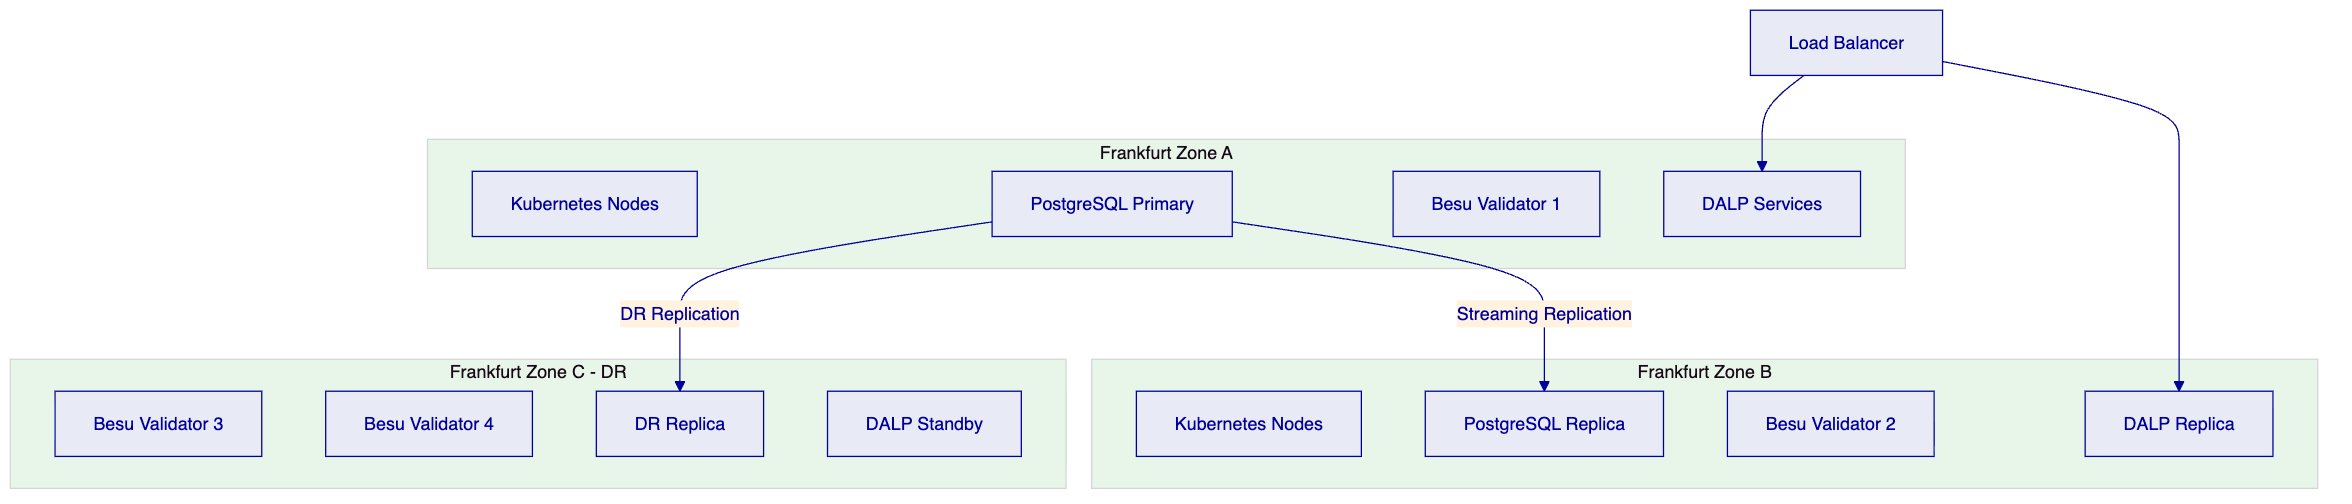 Load Balancer
Frankfurt Zone A
Kubernetes Nodes
PostgreSQL Primary
Besu Validator 1
DALP Services
DR Replication
Streaming Replication
Frankfurt Zone C - DR
Besu Validator 3
Besu Validator 4
DR Replica
DALP Standby
Frankfurt Zone B
Kubernetes Nodes
PostgreSQL Replica
Besu Validator 2
DALP Replica